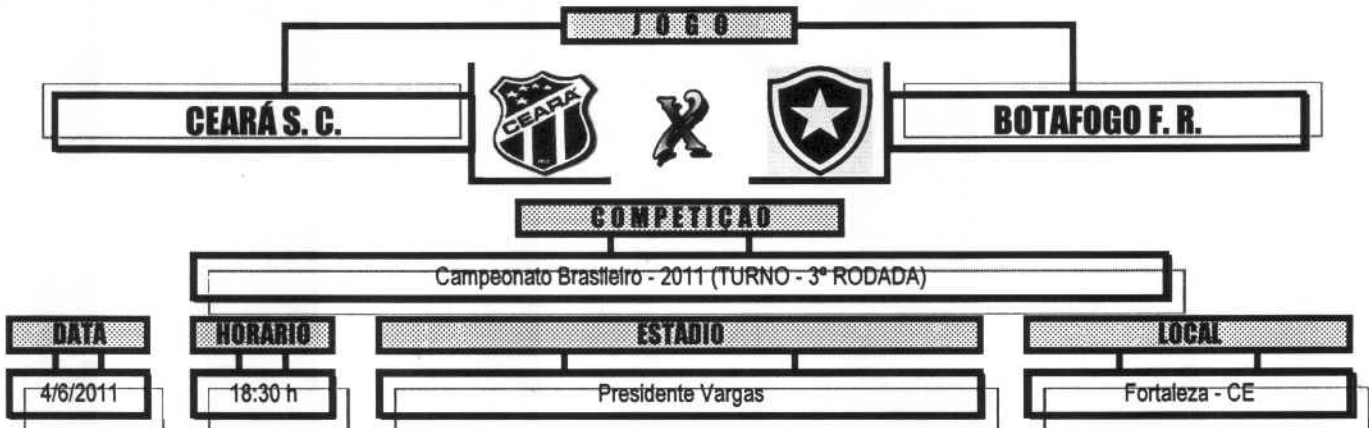 JOGO
CEARÁ S. C.
CEARÁ
X
BOTAFOGO F. R.
COMPETIÇÃO
Campeonato Brasileiro - 2011 (TURNO - 3ª RODADA)
DATA
HORARIO
ESTADIO
LOCAL
4/6/2011
18:30 h
Presidente Vargas
Fortaleza - CE